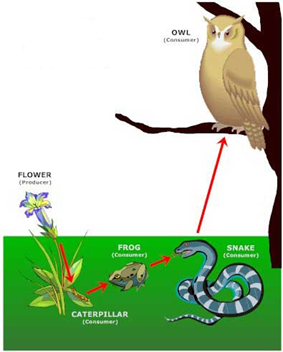 OWL
(Consumer)
FLOWER
(Producer)
FROG
(Consumer)
SNAKE
(Consumer)
CATERPILLAR
(Consumer)